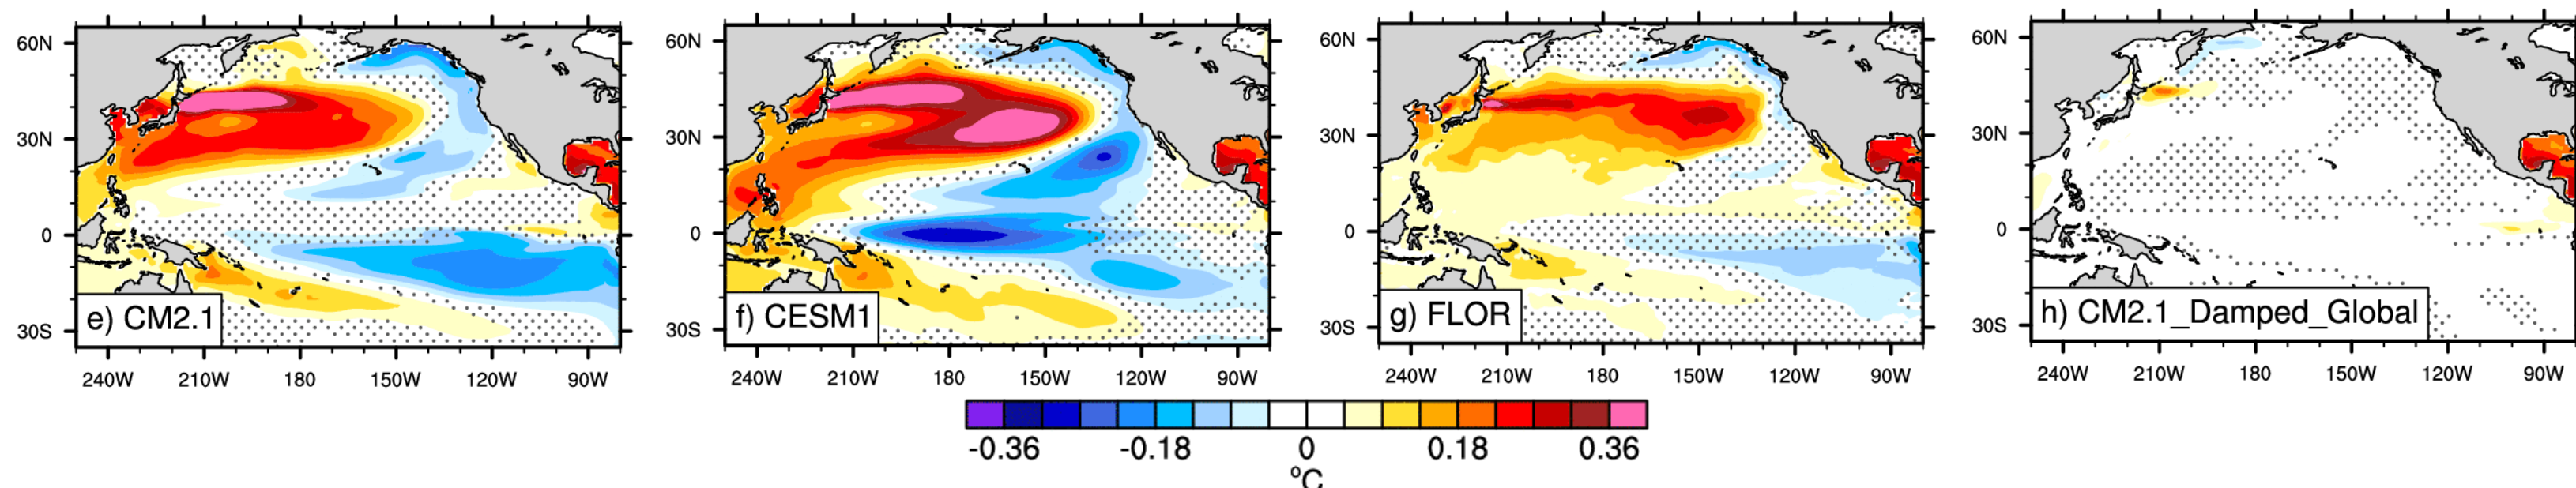 60N
30N
0
30S
e) CM2.1
240W 210W 180 150W 120W 90W
60N
30N
0
30S
f) CESM1
240W 210W 180 150W 120W 90W
60N
30N
0
30S
g) FLOR
240W 210W 180 150W 120W 90W
60N
30N
0
30S
h) CM2.1_Damped_Global
240W 210W 180 150W 120W 90W
-0.36 -0.18 0 0.18 0.36
°C